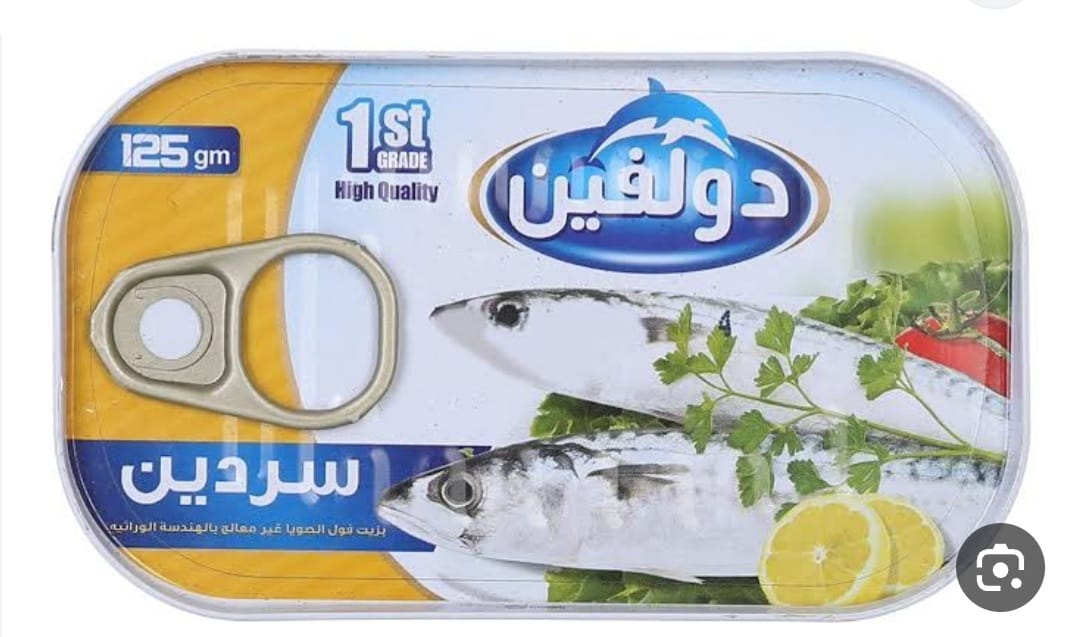 125 gm
1st
GRADE
High Quality
دولفين
سردين
بزيت فول الصويا غير معالج بالهندسة الوراثيه